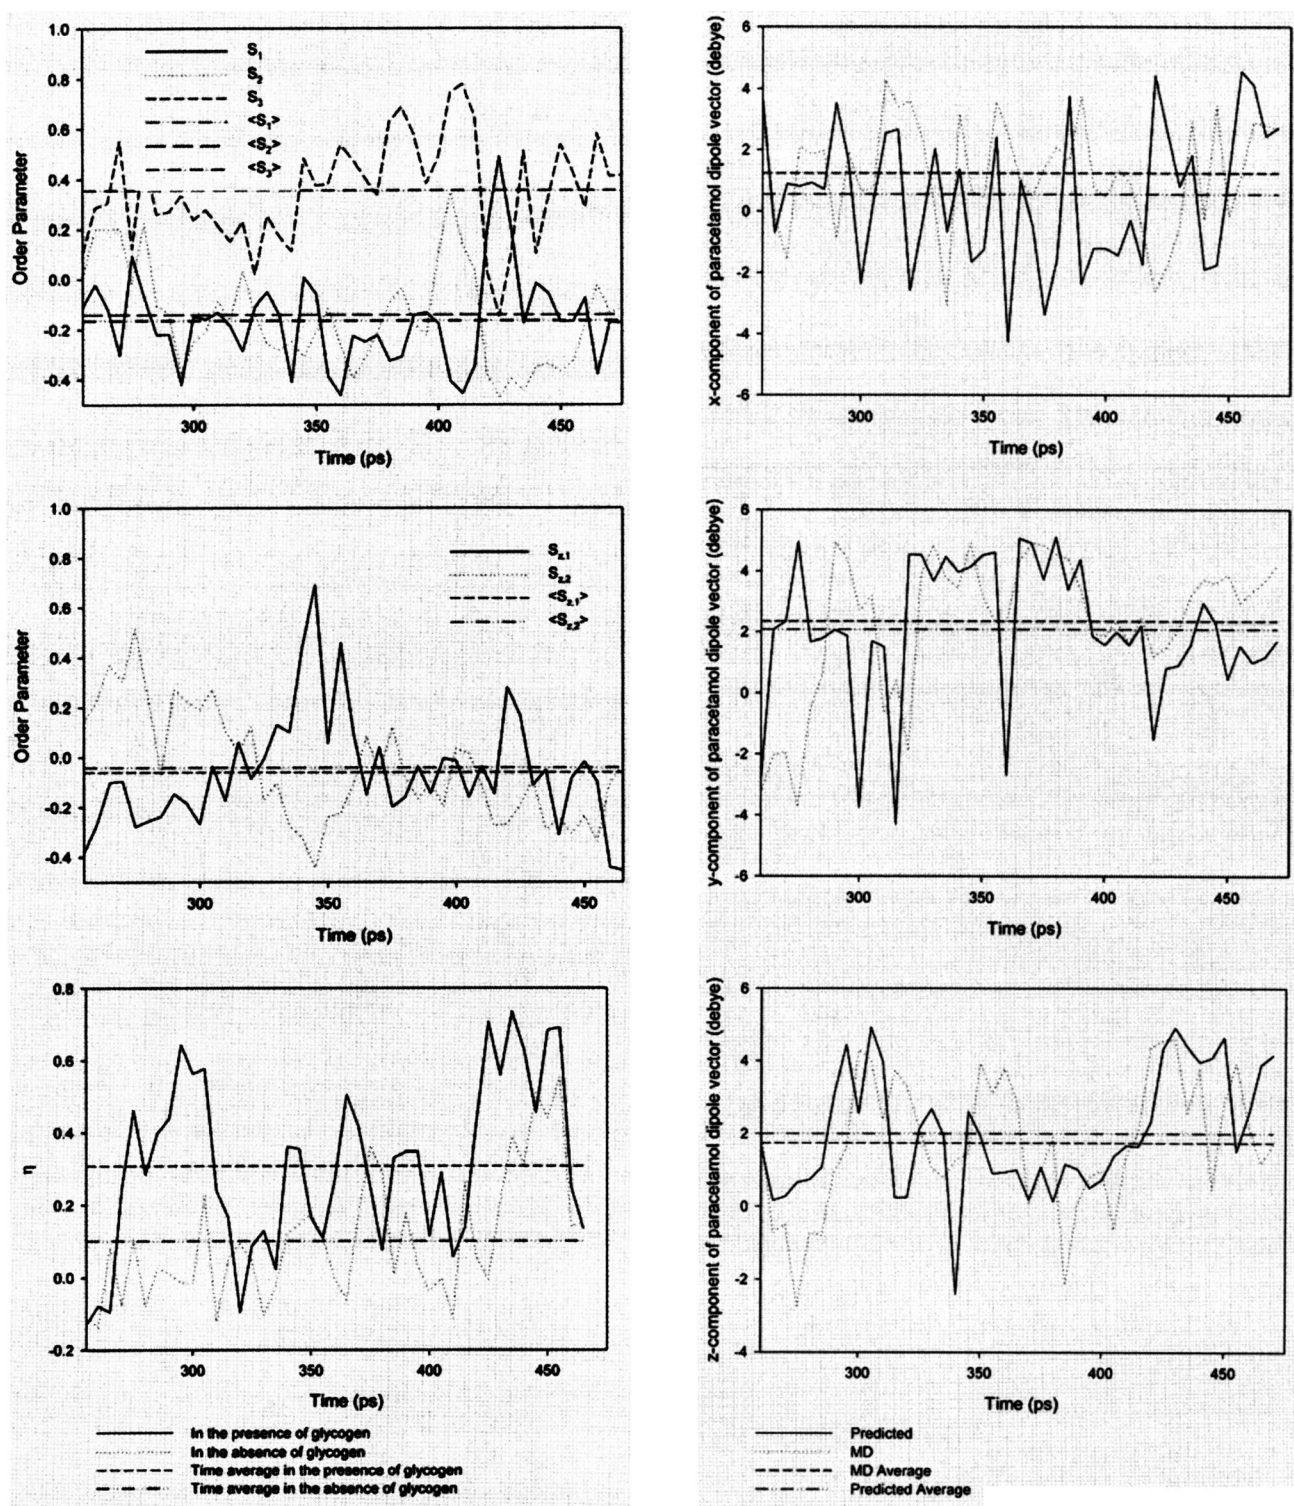 1.0
0.8
0.6
0.4
0.2
0.0
-0.2
-0.4
Order Parameter
S1
S2
S3
<S1>
<S2>
<S3>
300
350
400
450
Time (ps)
1.0
0.8
0.6
0.4
0.2
0.0
-0.2
-0.4
Order Parameter
Sz,1
Sz,2
<Sz,1>
<Sz,2>
300
350
400
450
Time (ps)
0.8
0.6
0.4
0.2
0.0
-0.2
η
300
350
400
450
Time (ps)
In the presence of glycogen
In the absence of glycogen
Time average in the presence of glycogen
Time average in the absence of glycogen
6
4
2
0
-2
-4
-6
x-component of paracetamol dipole vector (debye)
300
350
400
450
Time (ps)
6
4
2
0
-2
-4
-6
y-component of paracetamol dipole vector (debye)
300
350
400
450
Time (ps)
6
4
2
0
-2
-4
z-component of paracetamol dipole vector (debye)
300
350
400
450
Time (ps)
Predicted
MD
MD Average
Predicted Average